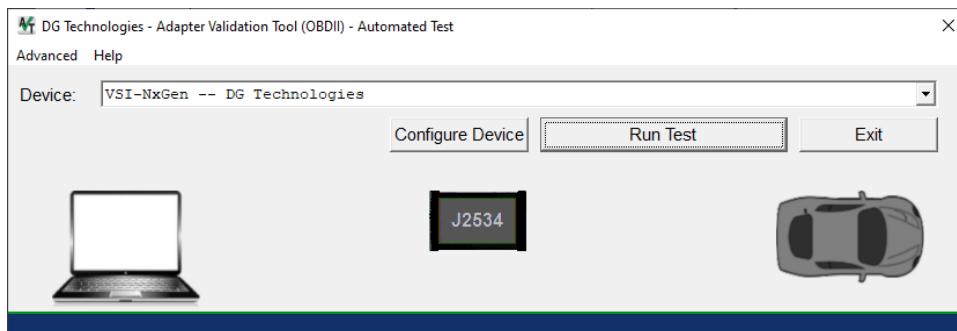 DG Technologies - Adapter Validation Tool (OBDII) - Automated Test
Advanced Help
Device: VSI-NxGen -- DG Technologies
Configure Device Run Test Exit
J2534